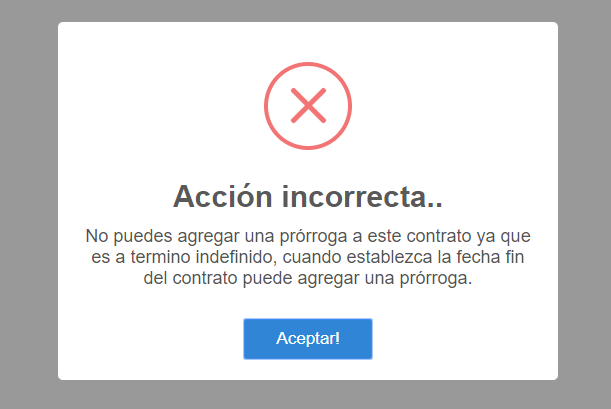 Acción incorrecta..
No puedes agregar una prórroga a este contrato ya que
es a termino indefinido, cuando establezca la fecha fin
del contrato puede agregar una prórroga.
Aceptar!